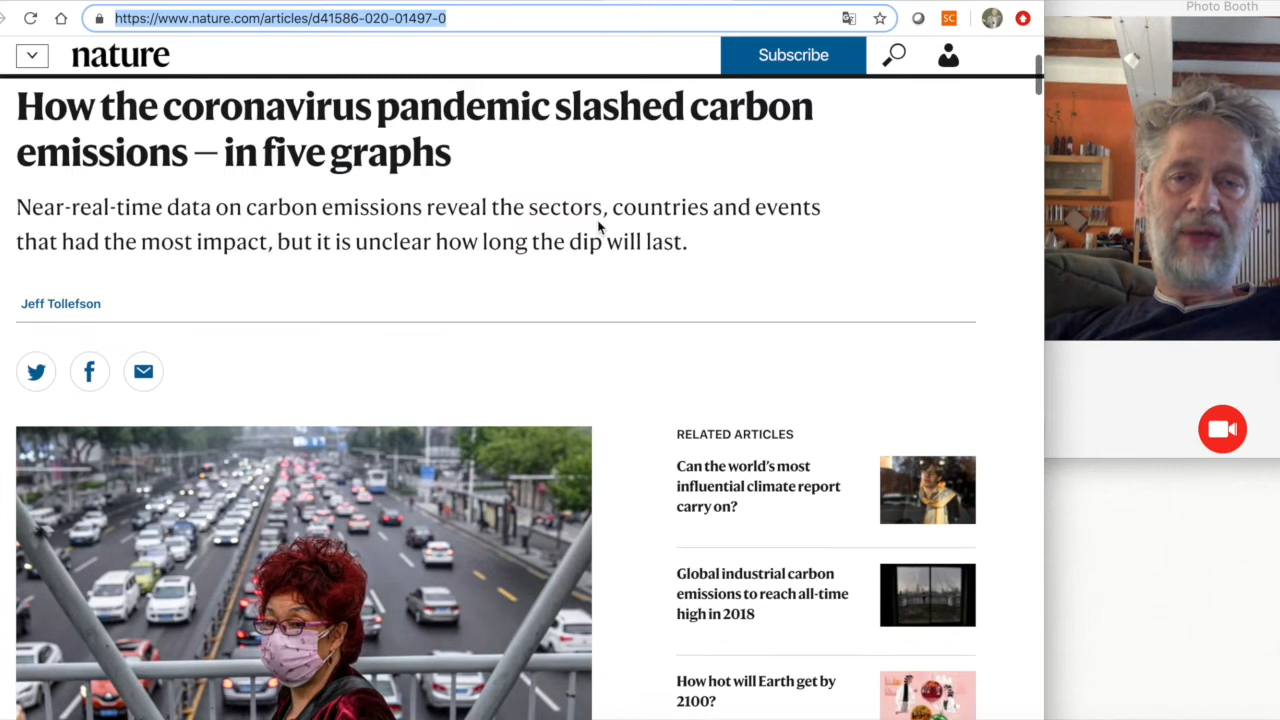 Photo Booth
https://www.nature.com/articles/d41586-020-01497-0
SC
nature
Subscribe
How the coronavirus pandemic slashed carbon
emissions — in five graphs
Near-real-time data on carbon emissions reveal the sectors, countries and events
that had the most impact, but it is unclear how long the dip will last.
Jeff Tollefson
RELATED ARTICLES
Can the world's most
influential climate report
carry on?
Global industrial carbon
emissions to reach all-time
high in 2018
How hot will Earth get by
2100?